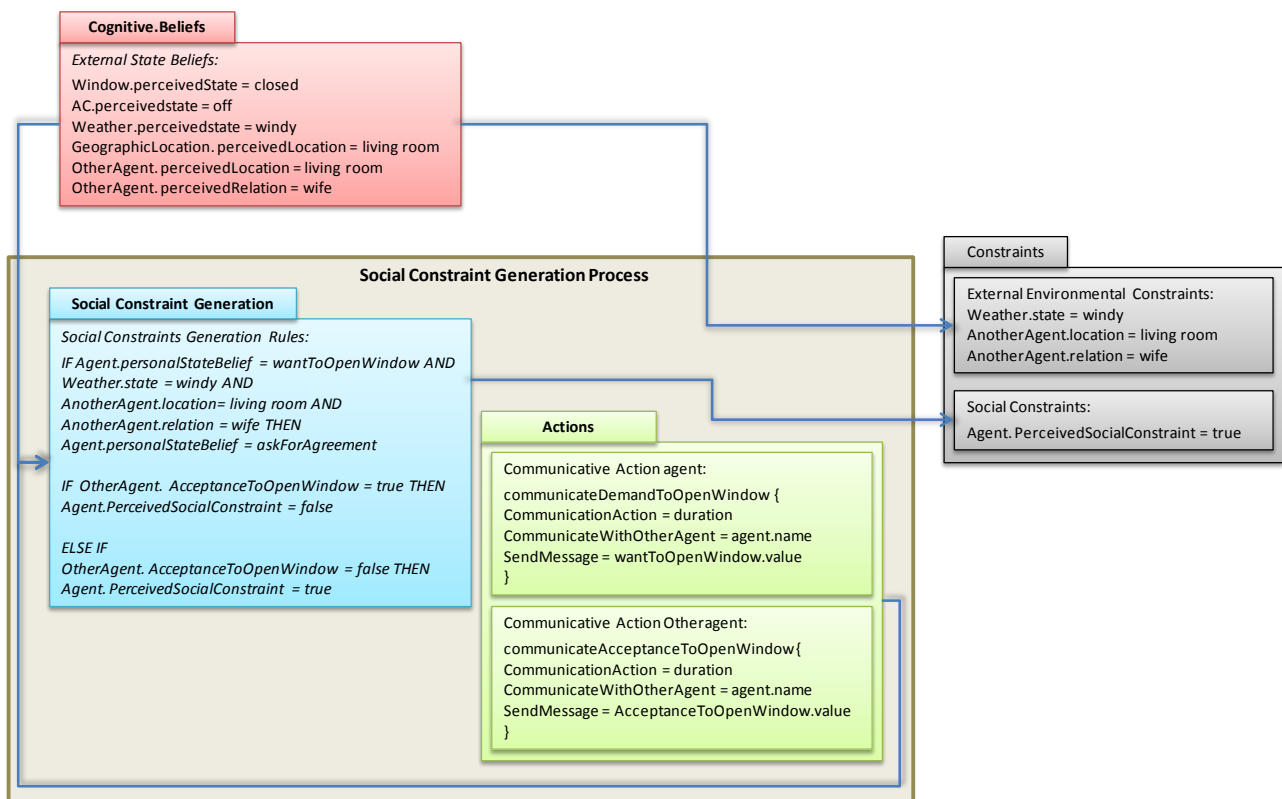 Cognitive.Beliefs
External State Beliefs:
Window.perceivedState = closed
AC.perceivedstate = off
Weather.perceivedstate = windy
GeographicLocation. perceivedLocation = living room
OtherAgent. perceivedLocation = living room
OtherAgent. perceivedRelation = wife
Social Constraint Generation Process
Social Constraint Generation
Social Constraints Generation Rules:
IF Agent.personalStateBelief = wantToOpenWindow AND
Weather.state = windy AND
AnotherAgent.location= living room AND
AnotherAgent.relation = wife THEN
Agent.personalStateBelief = askForAgreement
IF OtherAgent. AcceptanceToOpenWindow = true THEN
Agent.PerceivedSocialConstraint = false
ELSE IF
OtherAgent. AcceptanceToOpenWindow = false THEN
Agent. PerceivedSocialConstraint = true
Actions
Communicative Action agent:
communicateDemandToOpenWindow {
CommunicationAction = duration
CommunicateWithOtherAgent = agent.name
SendMessage = wantToOpenWindow.value
}
Communicative Action Otheragent:
communicateAcceptanceToOpenWindow {
CommunicationAction = duration
CommunicateWithOtherAgent = agent.name
SendMessage = AcceptanceToOpenWindow.value
}
Constraints
External Environmental Constraints:
Weather.state = windy
AnotherAgent.location = living room
AnotherAgent.relation = wife
Social Constraints:
Agent. PerceivedSocialConstraint = true